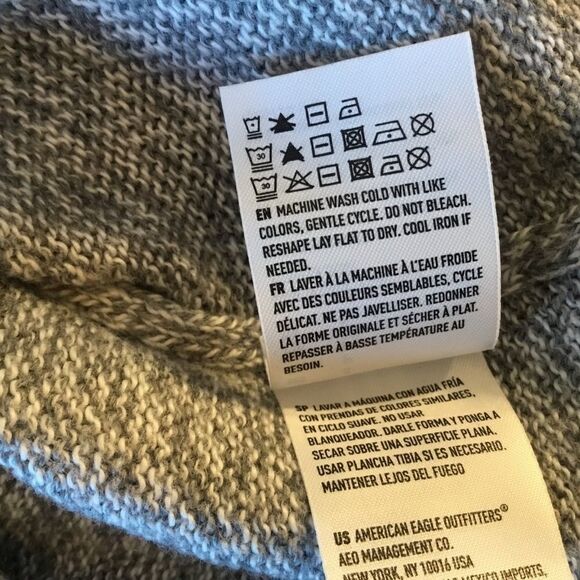 30
30
EN MACHINE WASH COLD WITH LIKE
COLORS, GENTLE CYCLE. DO NOT BLEACH.
RESHAPE LAY FLAT TO DRY. COOL IRON IF
NEEDED.
FR LAVER À LA MACHINE À L'EAU FROIDE
AVEC DES COULEURS SEMBLABLES, CYCLE
DÉLICAT. NE PAS JAVELLISER. REDONNER
LA FORME ORIGINALE ET SÉCHER À PLAT.
REPASSER À BASSE TEMPÉRATURE AU
BESOIN.
SP LAVAR A MÁQUINA CON AGUA FRÍA
CON PRENDAS DE COLORES SIMILARES,
EN CICLO SUAVE. NO USAR
BLANQUEADOR. DARLE FORMA Y PONGA A
SECAR SOBRE UNA SUPERFICIE PLANA.
USAR PLANCHA TIBIA SI ES NECESARIO.
MANTENER LEJOS DEL FUEGO
US AMERICAN EAGLE OUTFITTERS®
AEO MANAGEMENT CO.
NEW YORK, NY 10016 USA
MEXICO IMPORTS,